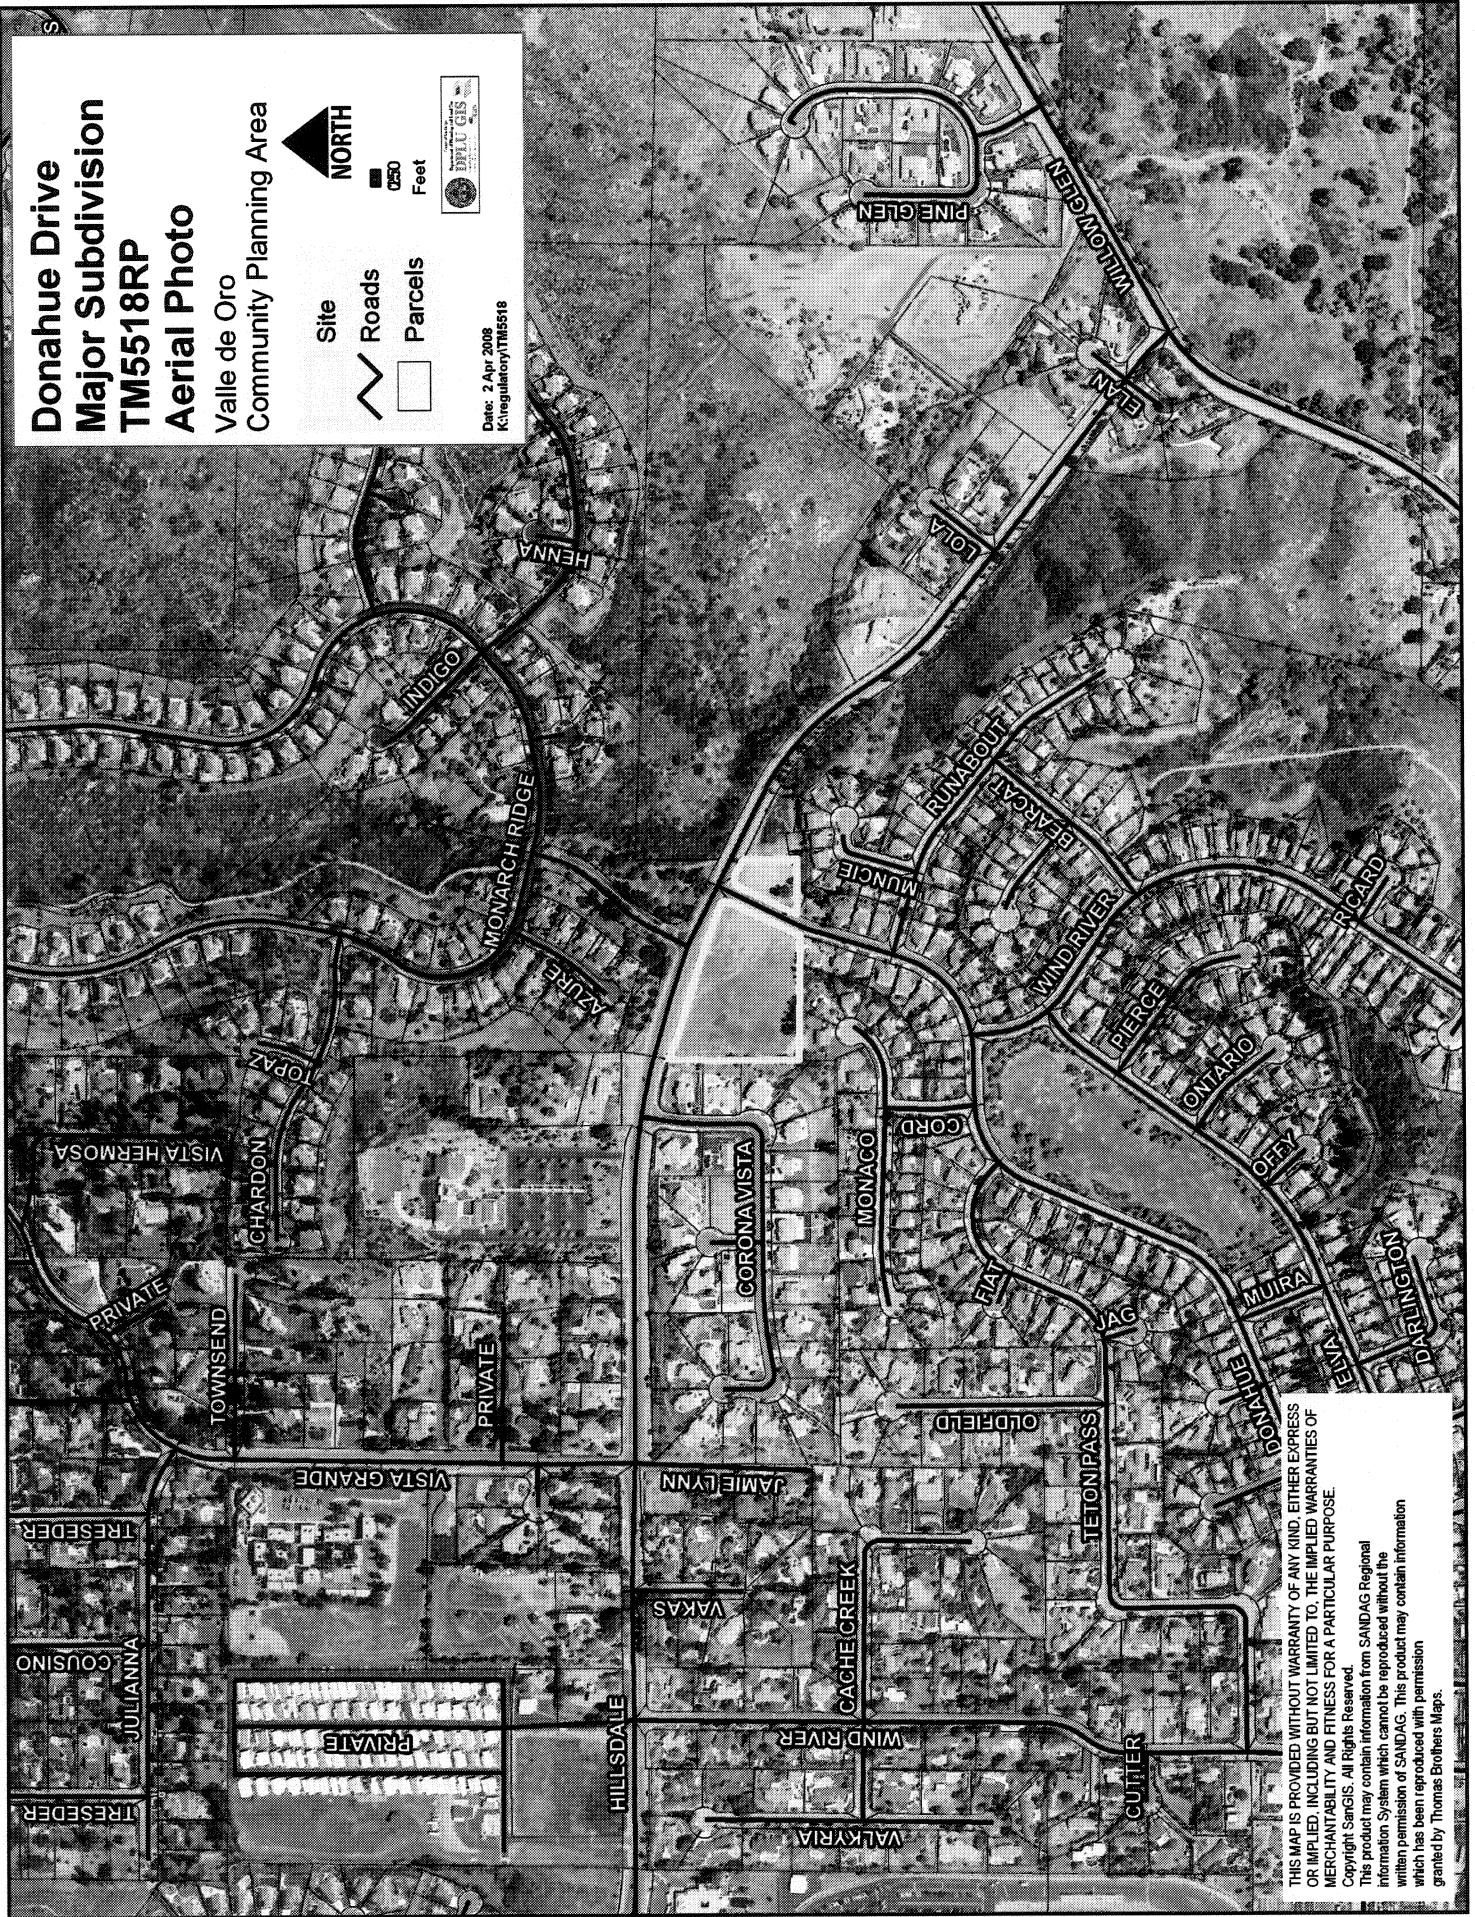 Donahue Drive
Major Subdivision
TM5518RP
Aerial Photo
Valle de Oro
Community Planning Area
NORTH
Site
Roads
Parcels
Feet
DPLU GIS
Date: 2 Apr 2008
K:\regulatory\TM5518
HENNA
INDIGO
MONARCH RIDGE
AZURE
TOPAZ
CHARDON
VISTA HERMOSA
PRIVATE
TOWNSEND
PRIVATE
VISTA GRANDE
TRESEDER
COUSINO
JULIANNA
TRESEDER
PRIVATE
HILLSDALE
JAMIE LYNN
VAKAS
CORONAVISTA
MONACO
CORD
FIAT
JAG
OLDFIELD
TETON PASS
CACHE CREEK
WIND RIVER
VALKYRIA
CUTTER
PINE GLEN
WILLOW GLEN
ELAN
LOLA
RUNABOUT
BEARCAT
MUNCIE
WIND RIVER
RICARD
PIERCE
ONTARIO
OFFY
MUIRA
DARLINGTON
ELVA
DONAHUE
THIS MAP IS PROVIDED WITHOUT WARRANTY OF ANY KIND, EITHER EXPRESS
OR IMPLIED, INCLUDING BUT NOT LIMITED TO, THE IMPLIED WARRANTIES OF
MERCHANTABILITY AND FITNESS FOR A PARTICULAR PURPOSE.
Copyright SanGIS. All Rights Reserved.
This product may contain information from SANDAG Regional
Information System which cannot be reproduced without the
written permission of SANDAG. This product may contain information
which has been reproduced with permission
granted by Thomas Brothers Maps.